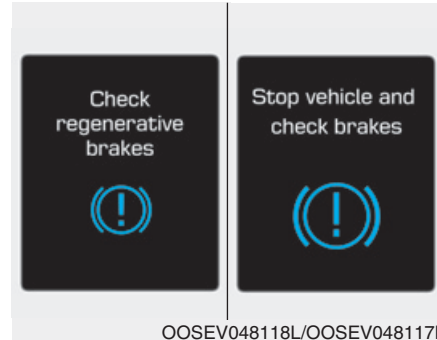 Check
regenerative
brakes
Stop vehicle and
check brakes
OOSEV048118L/OOSEV048117